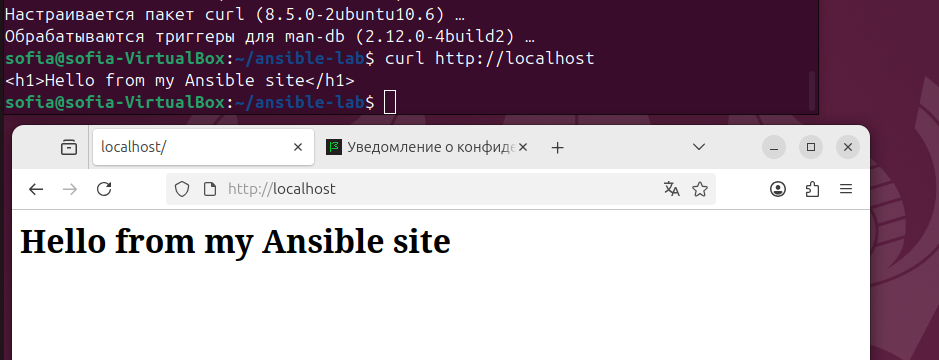 Настраивается пакет curl (8.5.0-2ubuntu10.6) …
Обрабатываются триггеры для man-db (2.12.0-4build2) …
sofia@sofia-VirtualBox:~/ansible-lab$ curl http://localhost
<h1>Hello from my Ansible site</h1>
sofia@sofia-VirtualBox:~/ansible-lab$
localhost/
Уведомление о конфиде
http://localhost
Hello from my Ansible site